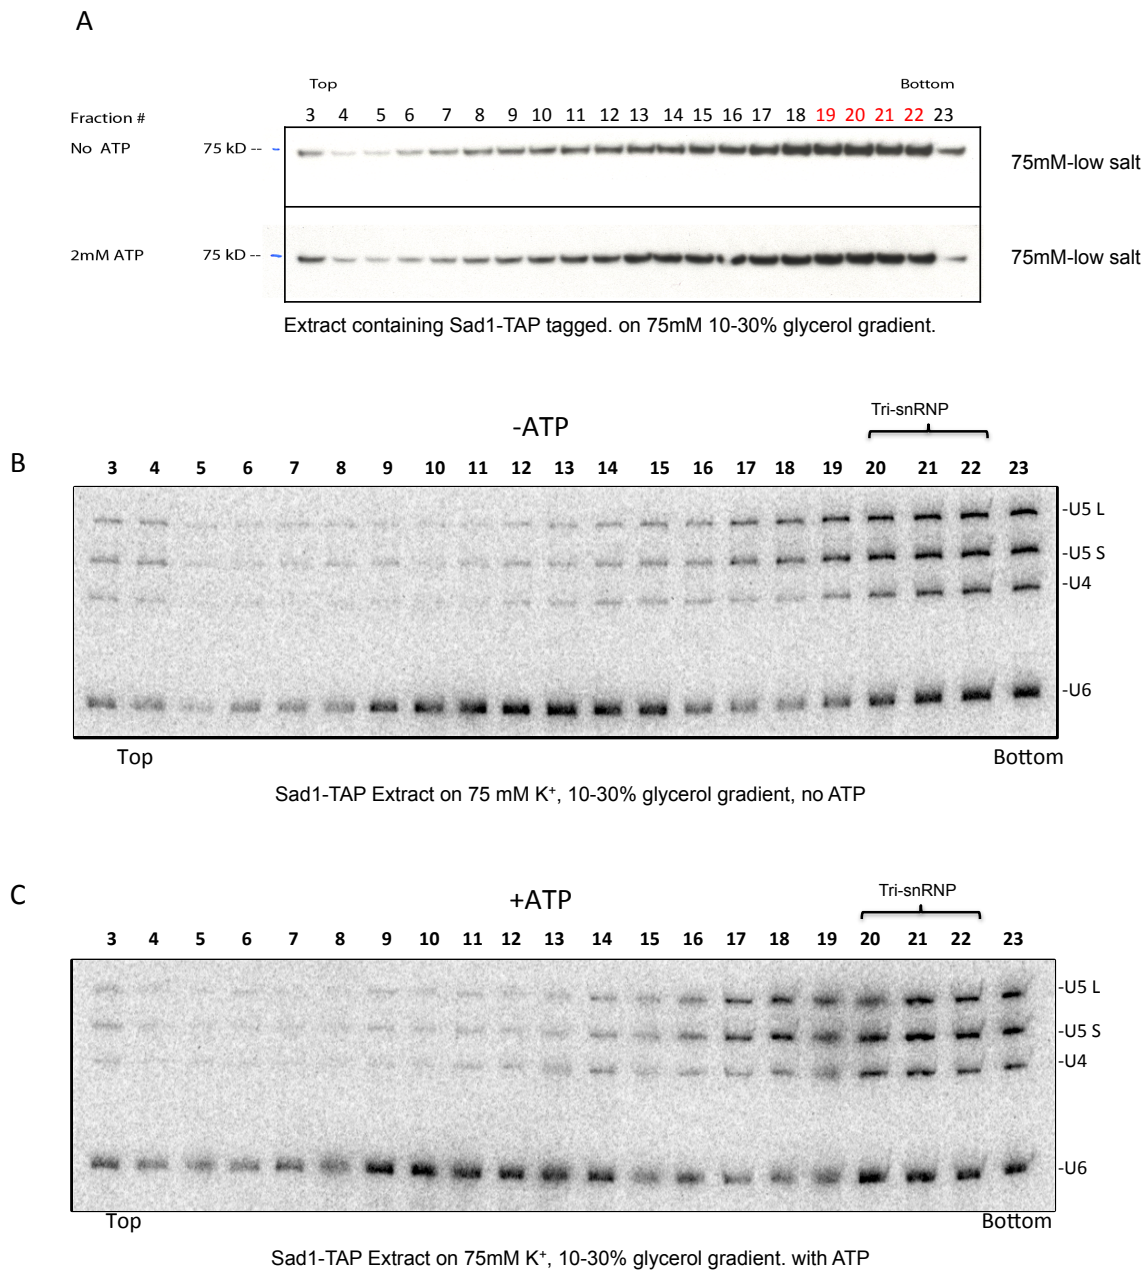 A
Top Bottom
Fraction # 3 4 5 6 7 8 9 10 11 12 13 14 15 16 17 18 19 20 21 22 23
No ATP 75 kD -- 75mM-low salt
2mM ATP 75 kD -- 75mM-low salt
Extract containing Sad1-TAP tagged. on 75mM 10-30% glycerol gradient.
Tri-snRNP
-ATP
B
3 4 5 6 7 8 9 10 11 12 13 14 15 16 17 18 19 20 21 22 23
-U5 L
-U5 S
-U4
-U6
Top Bottom
Sad1-TAP Extract on 75 mM K⁺, 10-30% glycerol gradient, no ATP
C
Tri-snRNP
+ATP
3 4 5 6 7 8 9 10 11 12 13 14 15 16 17 18 19 20 21 22 23
-U5 L
-U5 S
-U4
-U6
Top Bottom
Sad1-TAP Extract on 75mM K⁺, 10-30% glycerol gradient. with ATP